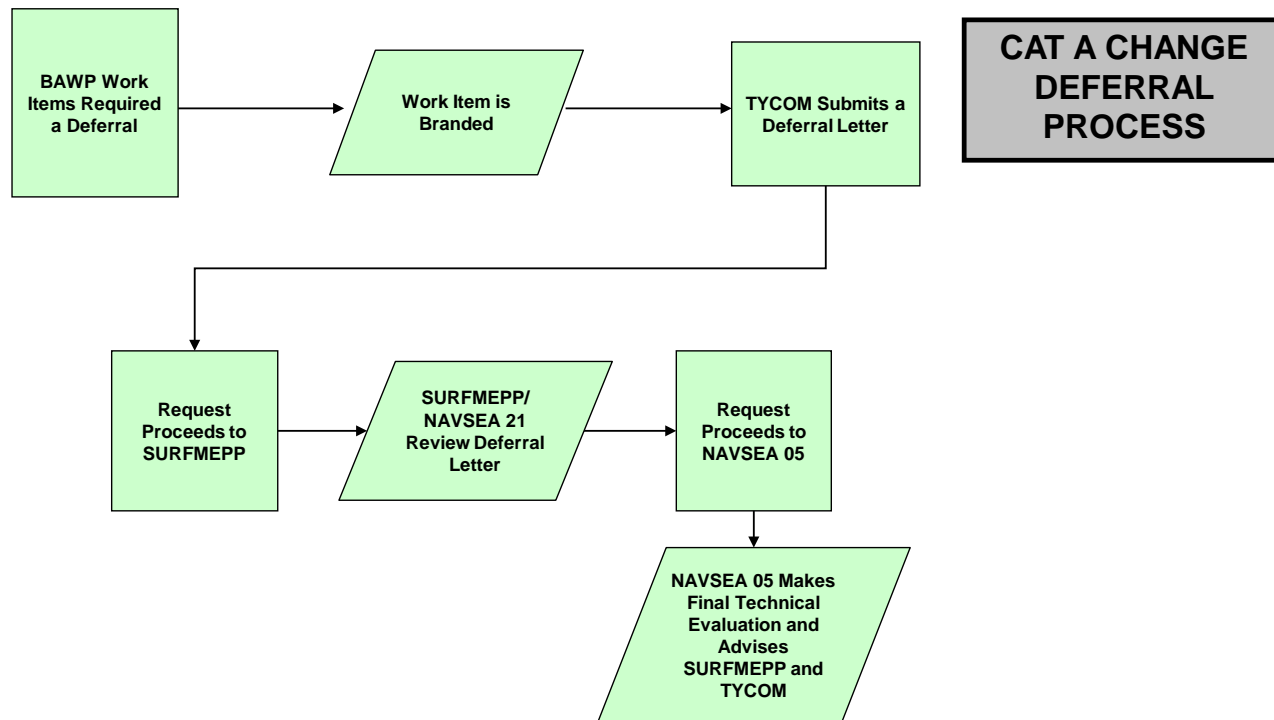 BAWP Work
Items Required
a Deferral
Work Item is
Branded
TYCOM Submits a
Deferral Letter
CAT A CHANGE
DEFERRAL
PROCESS
Request
Proceeds to
SURFMEPP
SURFMEPP/
NAVSEA 21
Review Deferral
Letter
Request
Proceeds to
NAVSEA 05
NAVSEA 05 Makes
Final Technical
Evaluation and
Advises
SURFMEPP and
TYCOM